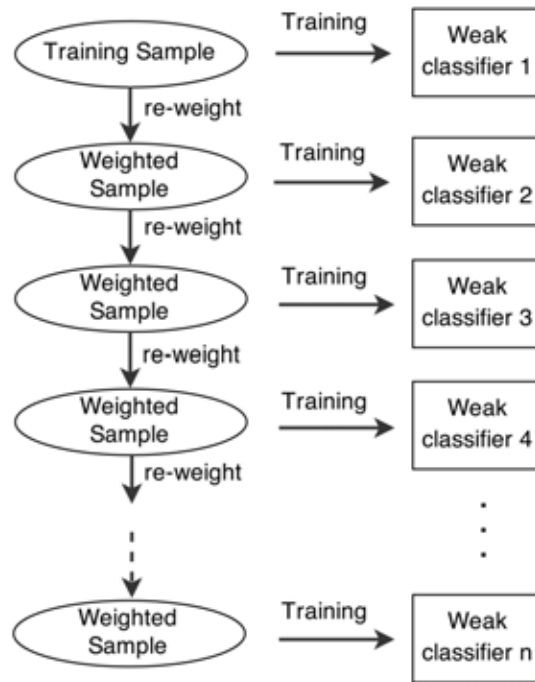 Training Sample
Training
Weak
classifier 1
re-weight
Weighted
Sample
Training
Weak
classifier 2
re-weight
Weighted
Sample
Training
Weak
classifier 3
re-weight
Weighted
Sample
Training
Weak
classifier 4
re-weight
Weighted
Sample
Training
Weak
classifier n